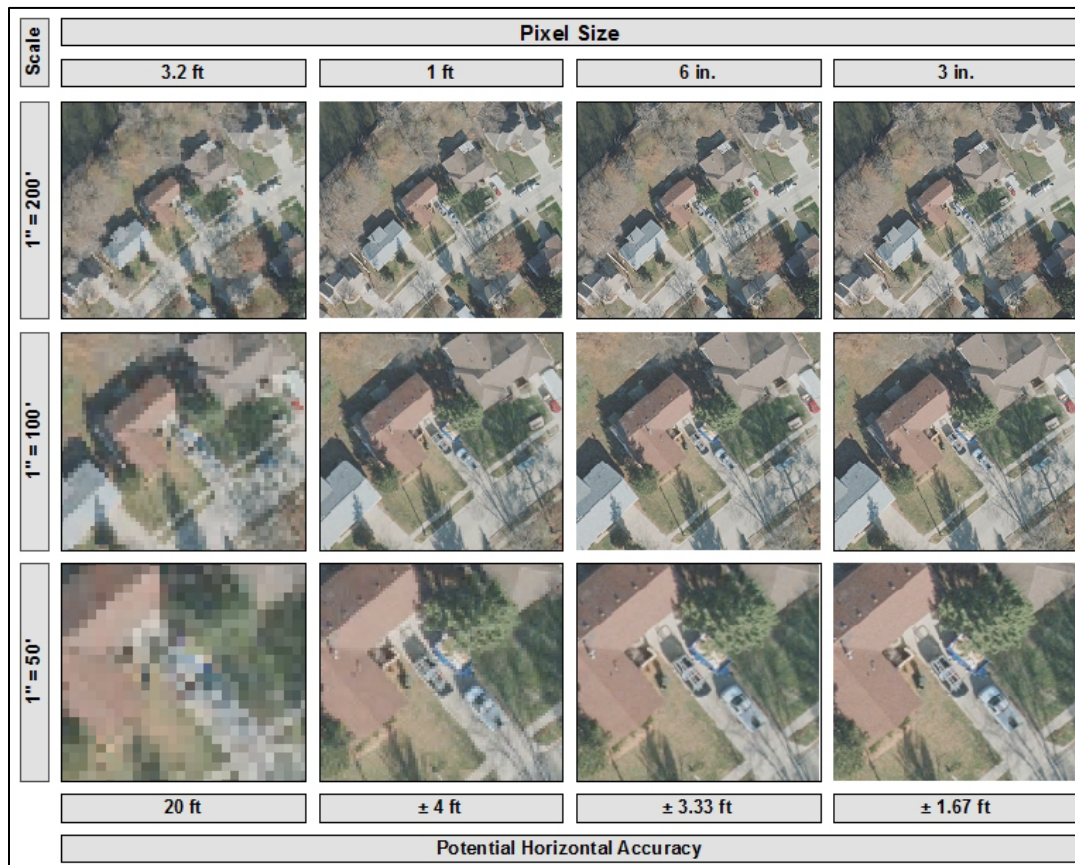 Scale
Pixel Size
3.2 ft
1 ft
6 in.
3 in.
1" = 200'
1" = 100'
1" = 50'
20 ft
± 4 ft
± 3.33 ft
± 1.67 ft
Potential Horizontal Accuracy